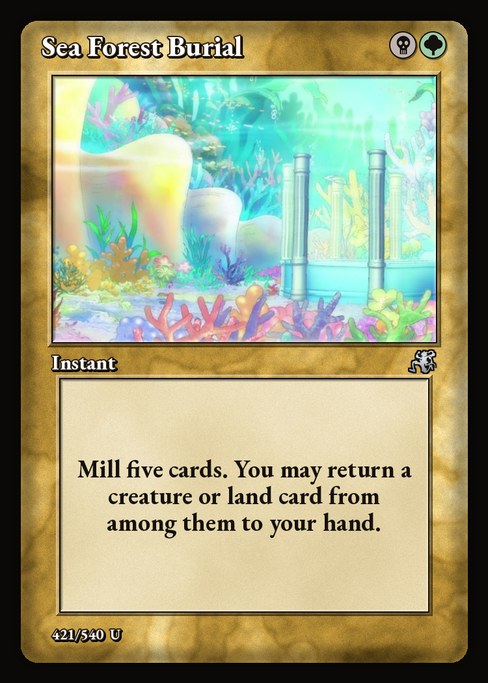 Sea Forest Burial
Instant
Mill five cards. You may return a
creature or land card from
among them to your hand.
421/540 U